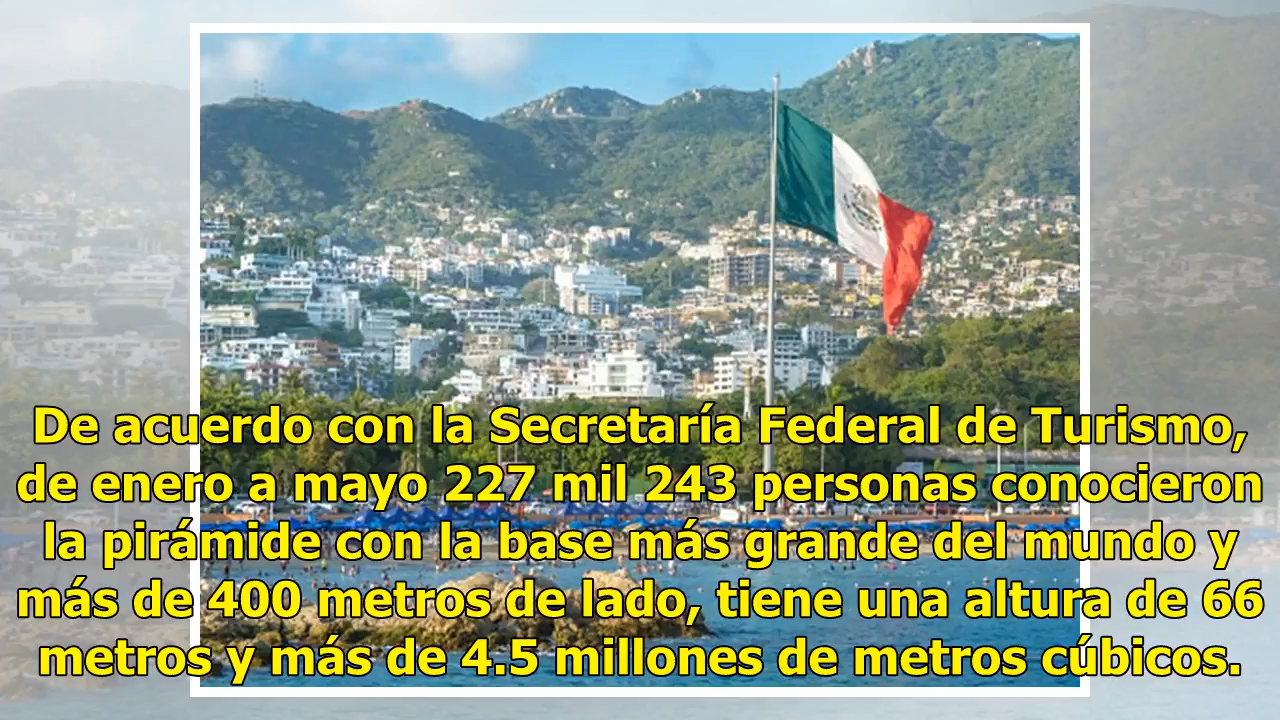 De acuerdo con la Secretaría Federal de Turismo,
de enero a mayo 227 mil 243 personas conocieron
la pirámide con la base más grande del mundo y
más de 400 metros de lado, tiene una altura de 66
metros y más de 4.5 millones de metros cúbicos.